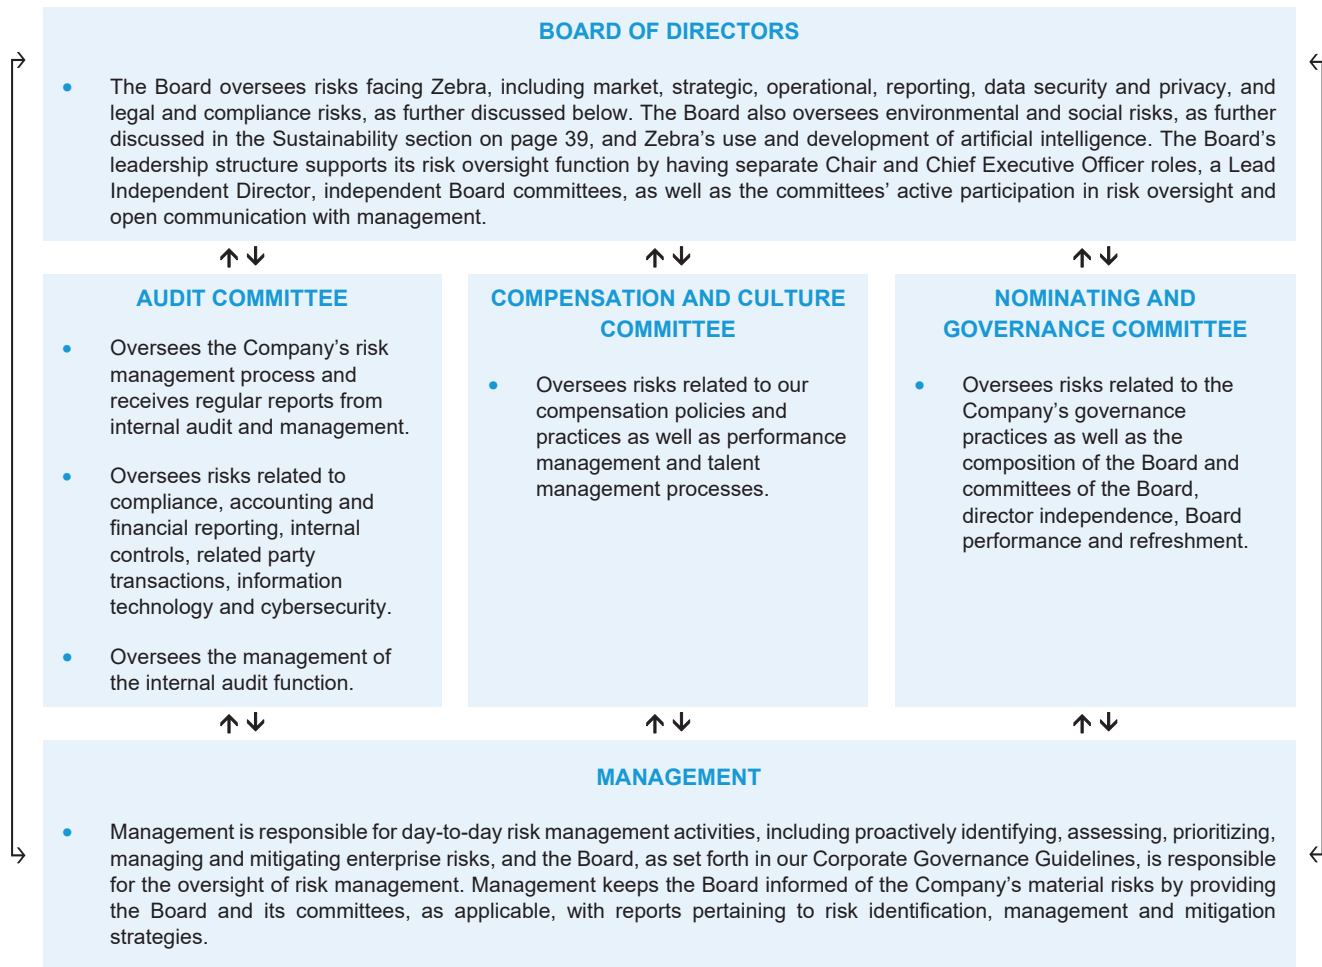 BOARD OF DIRECTORS
• The Board oversees risks facing Zebra, including market, strategic, operational, reporting, data security and privacy, and
legal and compliance risks, as further discussed below. The Board also oversees environmental and social risks, as further
discussed in the Sustainability section on page 39, and Zebra’s use and development of artificial intelligence. The Board’s
leadership structure supports its risk oversight function by having separate Chair and Chief Executive Officer roles, a Lead
Independent Director, independent Board committees, as well as the committees’ active participation in risk oversight and
open communication with management.
AUDIT COMMITTEE
• Oversees the Company’s risk
management process and
receives regular reports from
internal audit and management.
• Oversees risks related to
compliance, accounting and
financial reporting, internal
controls, related party
transactions, information
technology and cybersecurity.
• Oversees the management of
the internal audit function.
COMPENSATION AND CULTURE
COMMITTEE
• Oversees risks related to our
compensation policies and
practices as well as performance
management and talent
management processes.
NOMINATING AND
GOVERNANCE COMMITTEE
• Oversees risks related to the
Company’s governance
practices as well as the
composition of the Board and
committees of the Board,
director independence, Board
performance and refreshment.
MANAGEMENT
• Management is responsible for day-to-day risk management activities, including proactively identifying, assessing, prioritizing,
managing and mitigating enterprise risks, and the Board, as set forth in our Corporate Governance Guidelines, is responsible
for the oversight of risk management. Management keeps the Board informed of the Company’s material risks by providing
the Board and its committees, as applicable, with reports pertaining to risk identification, management and mitigation
strategies.